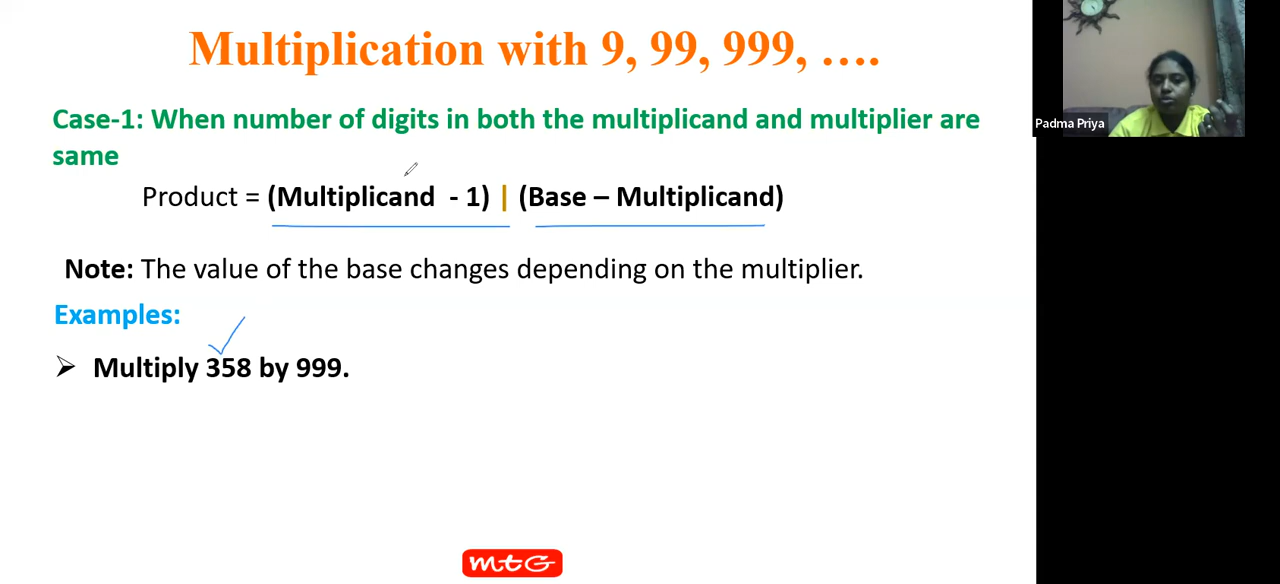 Multiplication with 9, 99, 999, ….
Case-1: When number of digits in both the multiplicand and multiplier are
same
Product = (Multiplicand - 1) | (Base – Multiplicand)
Note: The value of the base changes depending on the multiplier.
Examples:
➢ Multiply 358 by 999.
mtG
Padma Priya